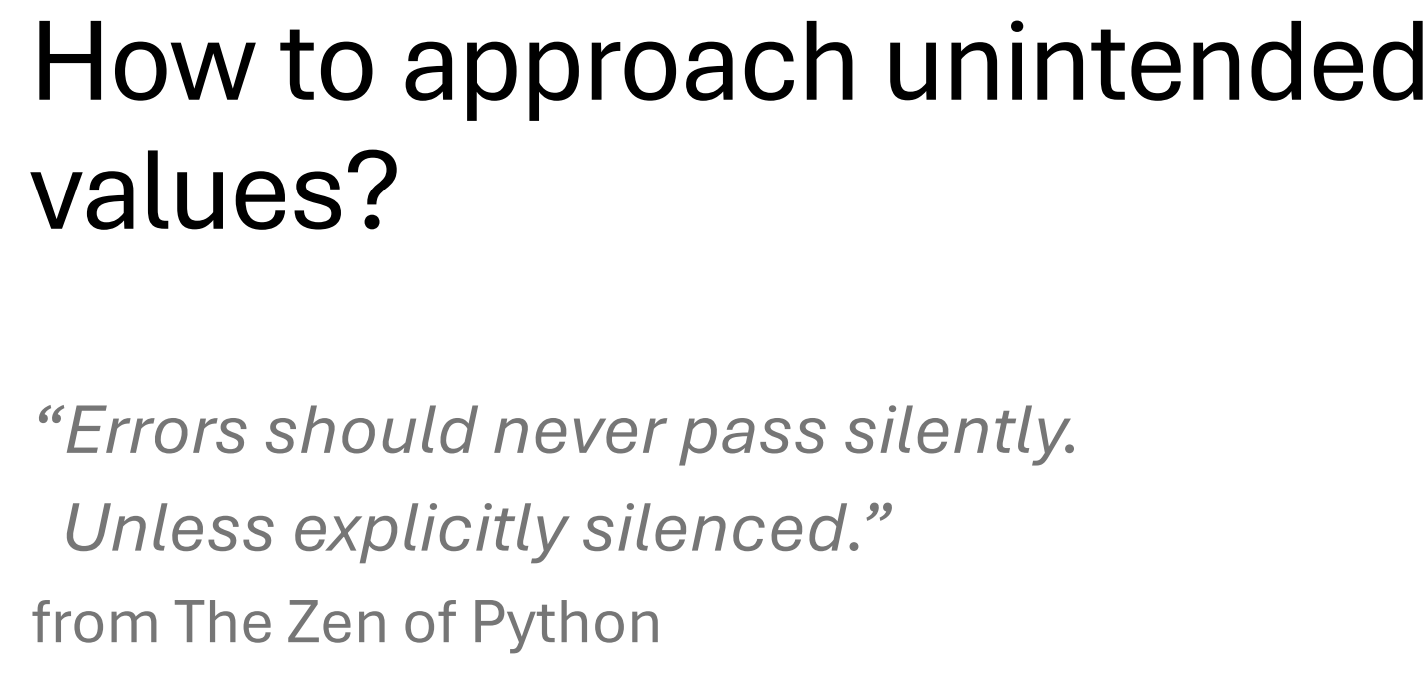 How to approach unintended
values?
“Errors should never pass silently.
Unless explicitly silenced.”
from The Zen of Python